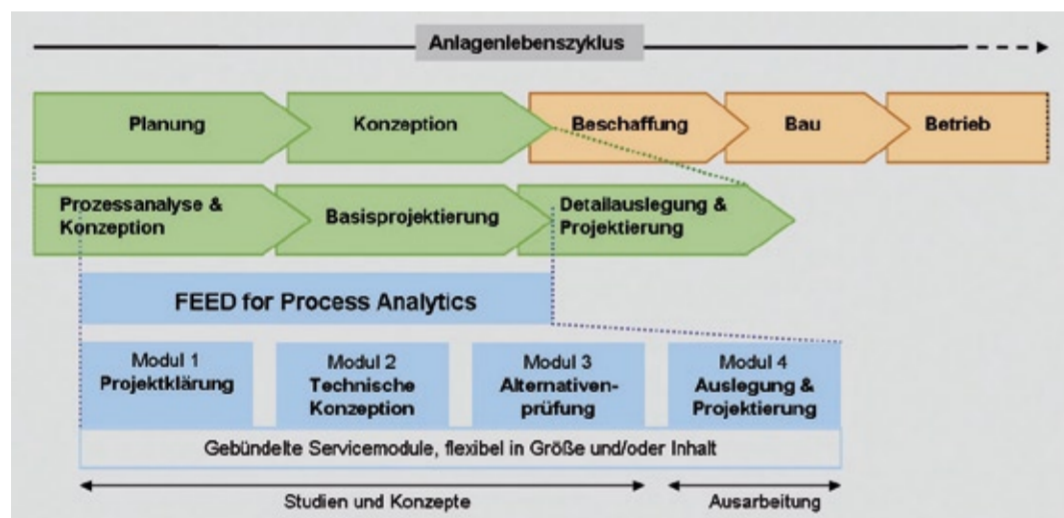 Anlagenlebenszyklus
Planung
Konzeption
Beschaffung
Bau
Betrieb
Prozessanalyse &
Konzeption
Basisprojektierung
Detailauslegung &
Projektierung
FEED for Process Analytics
Modul 1
Projektklärung
Modul 2
Technische
Konzeption
Modul 3
Alternativen-
prüfung
Modul 4
Auslegung &
Projektierung
Gebündelte Servicemodule, flexibel in Größe und/oder Inhalt
Studien und Konzepte
Ausarbeitung